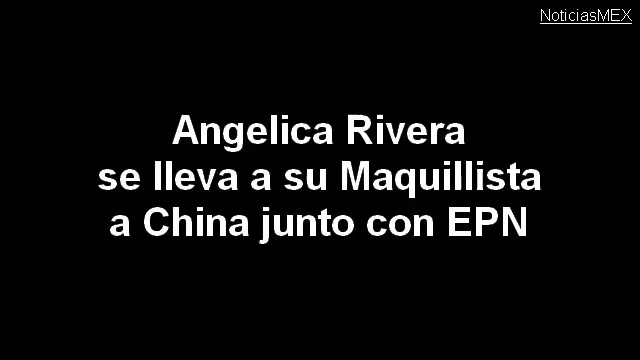 NoticiasMEX
Angelica Rivera
se lleva a su Maquillista
a China junto con EPN